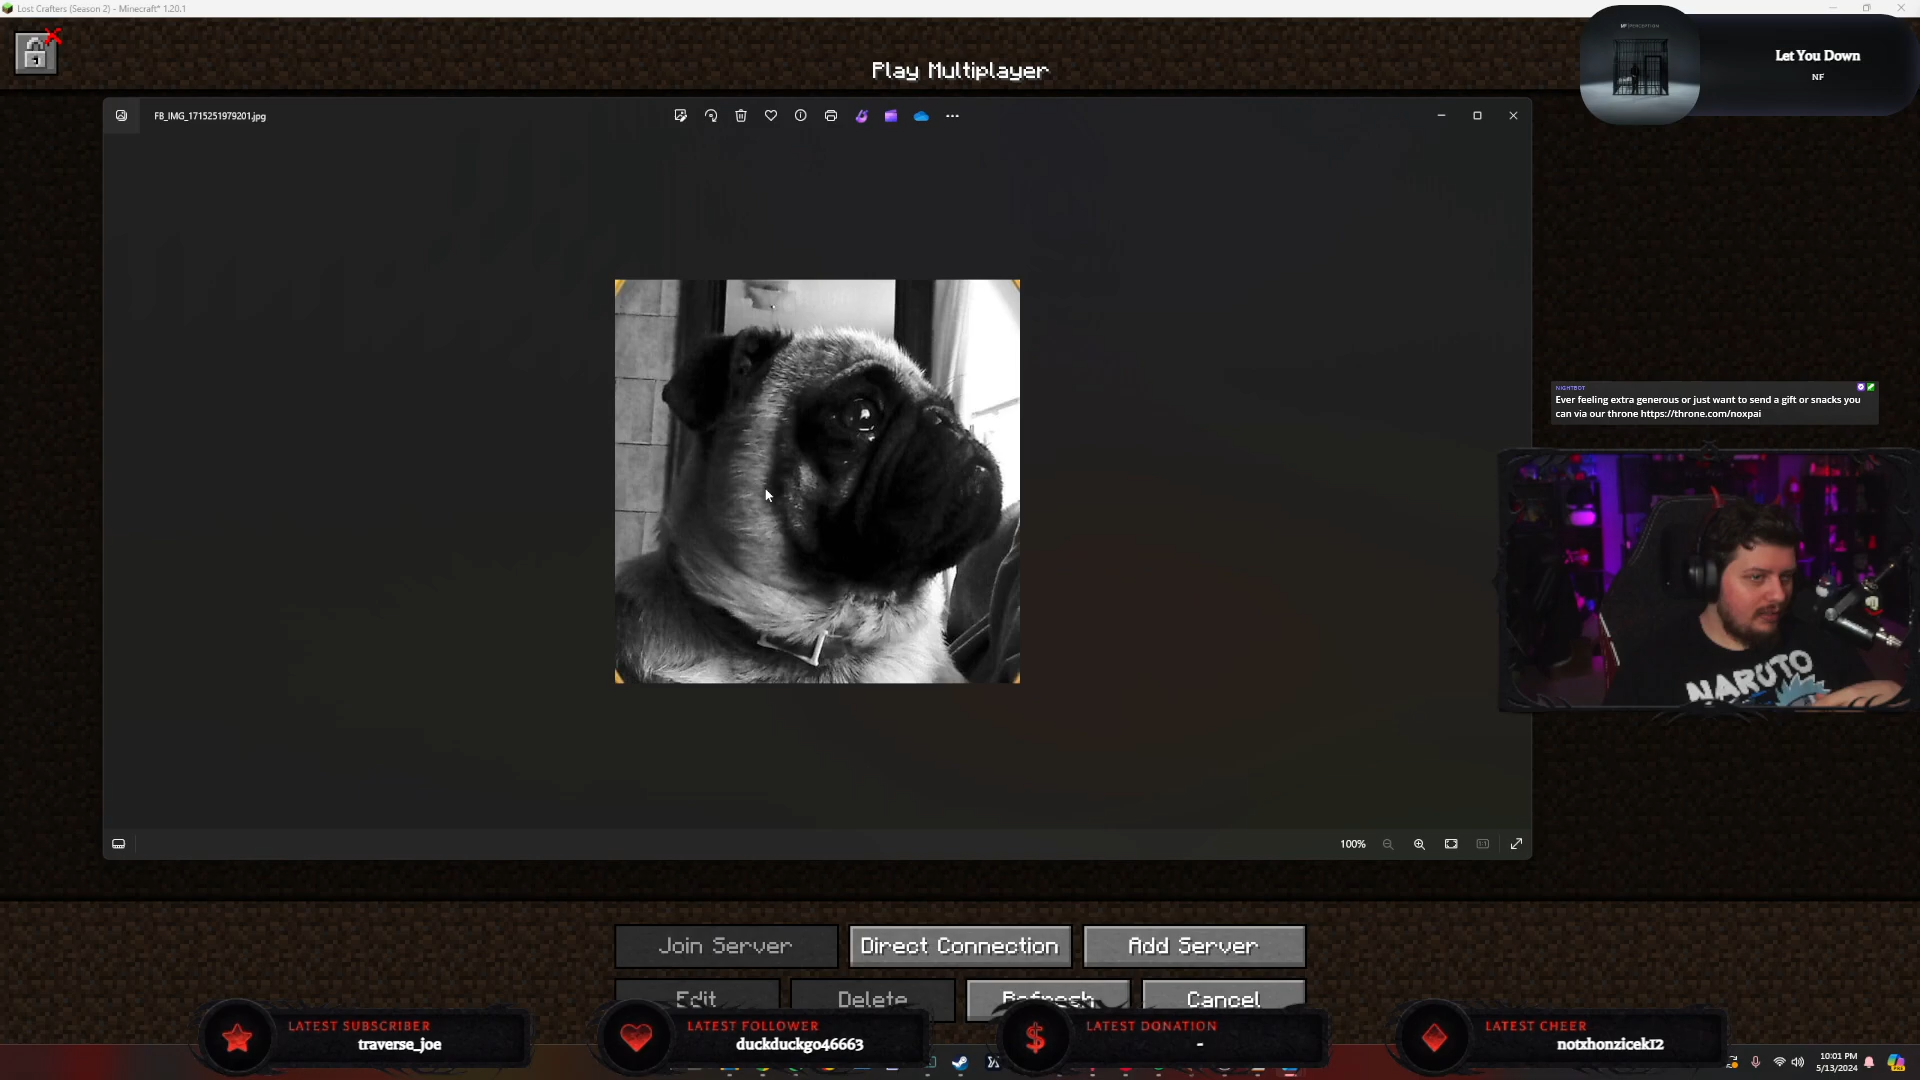 Lost Crafters (Season 2) - Minecraft* 1.20.1
Play Multiplayer
Let You Down
NF
FB_IMG_1715251979201.jpg
NIGHTBOT
Ever feeling extra generous or just want to send a gift or snacks you
can via our throne https://throne.com/noxpai
NARUTO
100%
Join Server
Direct Connection
Add Server
Edit
Delete
Refresh
Cancel
LATEST SUBSCRIBER
traverse_joe
LATEST FOLLOWER
duckduckgo46663
LATEST DONATION
-
LATEST CHEER
notxhonzicek12
10:01 PM
5/13/2024